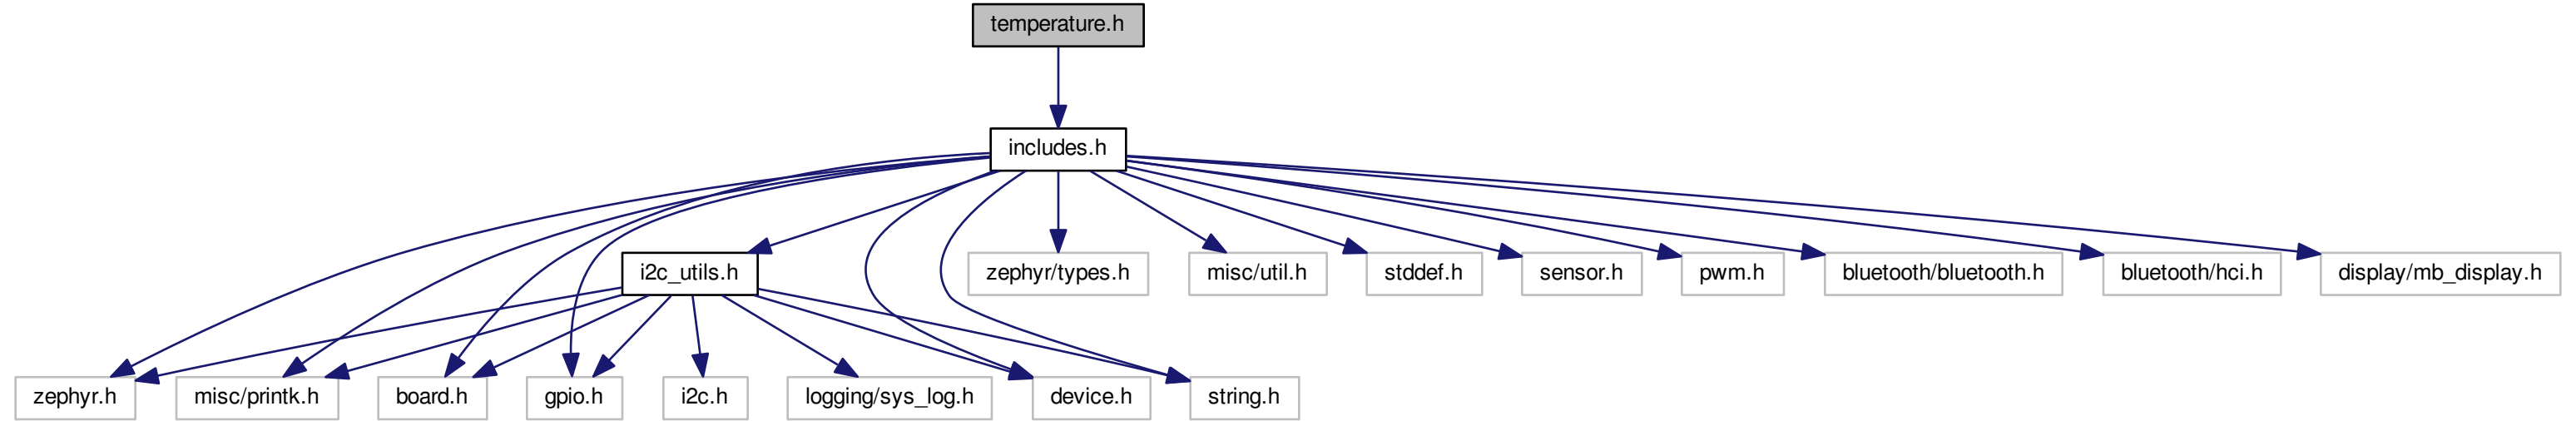 temperature.h
includes.h
i2c_utils.h
zephyr/types.h
misc/util.h
stddef.h
sensor.h
pwm.h
bluetooth/bluetooth.h
bluetooth/hci.h
display/mb_display.h
zephyr.h
misc/printk.h
board.h
gpio.h
i2c.h
logging/sys_log.h
device.h
string.h